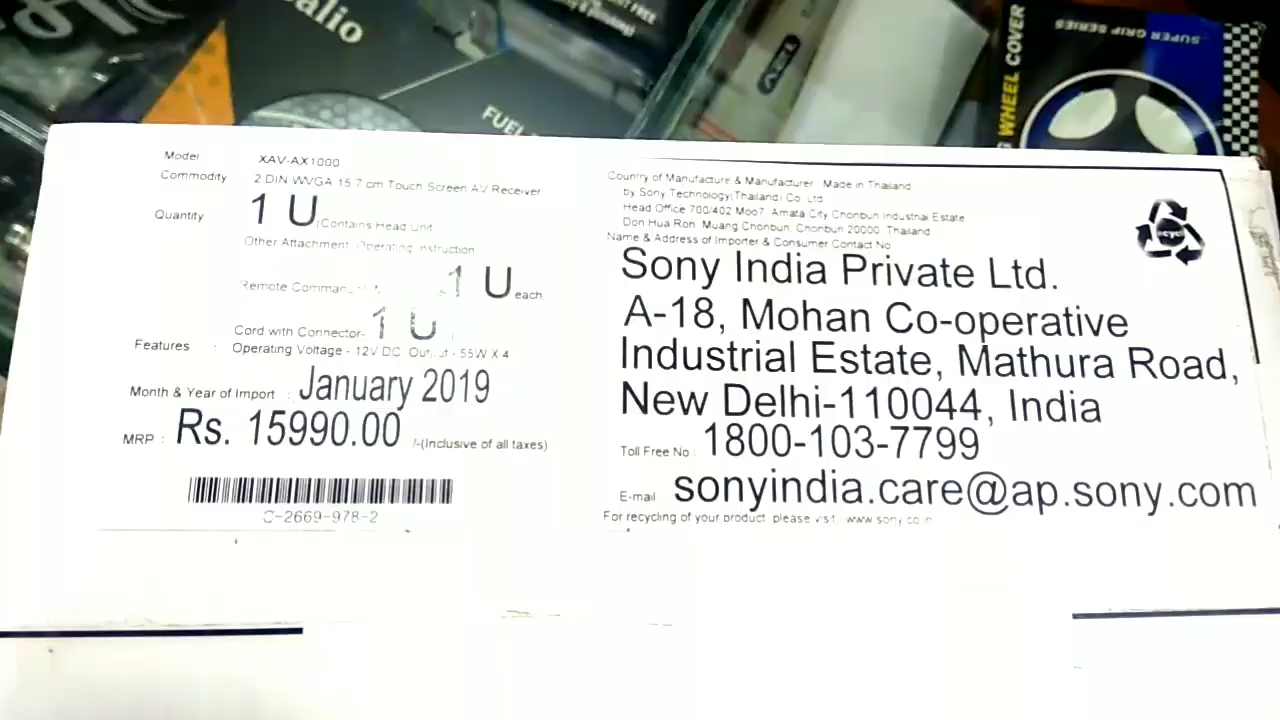 alio
FUEL
WHEEL COVER
SUPER GRIP SERIES
Model XAV-AX1000
Commodity 2 DIN WVGA 15.7 cm Touch Screen AV Receiver
Quantity 1 U (Contains Head Unit
Other Attachment Operating Instruction
Remote 1 U each,
Cord with Connector- 1 U
Features : Operating Voltage - 12V DC, Output - 55W X 4
Month & Year of Import : January 2019
MRP : Rs. 15990.00 /-(Inclusive of all taxes)
C-2669-978-2
Country of Manufacture & Manufacturer Made in Thailand
by Sony Technology(Thailand) Co. Ltd.
Head Office 700/402 Moo7 Amata City Chonburi Industrial Estate
Don Hua Roh, Muang Chonburi, Chonburi 20000 Thailand
Name & Address of Importer & Consumer Contact No
Sony India Private Ltd.
A-18, Mohan Co-operative
Industrial Estate, Mathura Road,
New Delhi-110044, India
Toll Free No : 1800-103-7799
E-mail sonyindia.care@ap.sony.com
For recycling of your product please visit www.sony.co.in